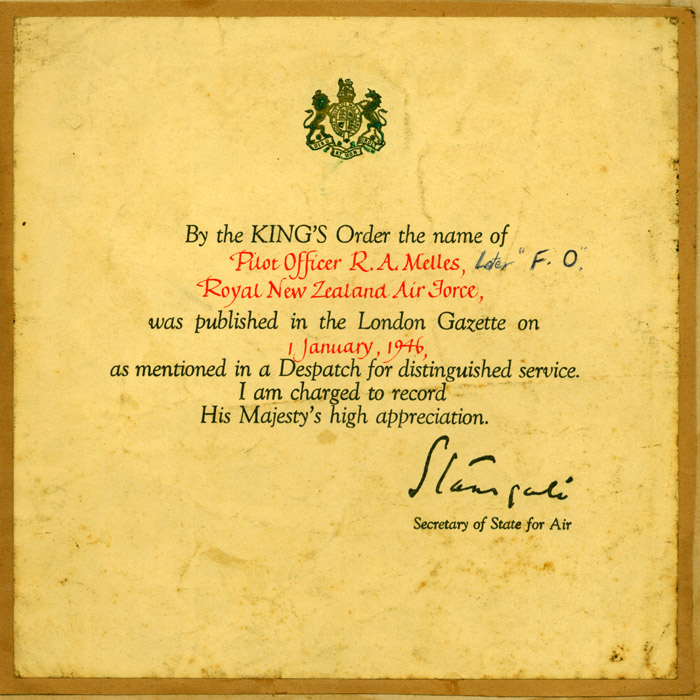 By the KING'S Order the name of
Pilot Officer R.A. Melles, later "F. O."
Royal New Zealand Air Force,
was published in the London Gazette on
1 January, 1946,
as mentioned in a Despatch for distinguished service.
I am charged to record
His Majesty's high appreciation.
Stansgate
Secretary of State for Air